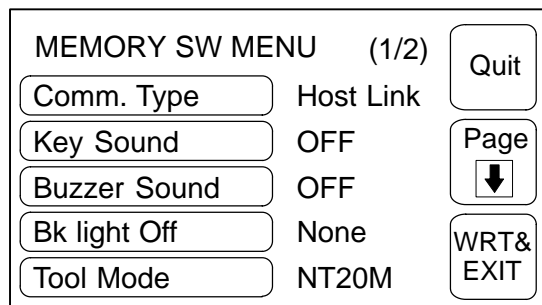 MEMORY SW MENU (1/2)
Quit
Comm. Type Host Link
Key Sound OFF
Page
Buzzer Sound OFF
Bk light Off None
WRT&
EXIT
Tool Mode NT20M